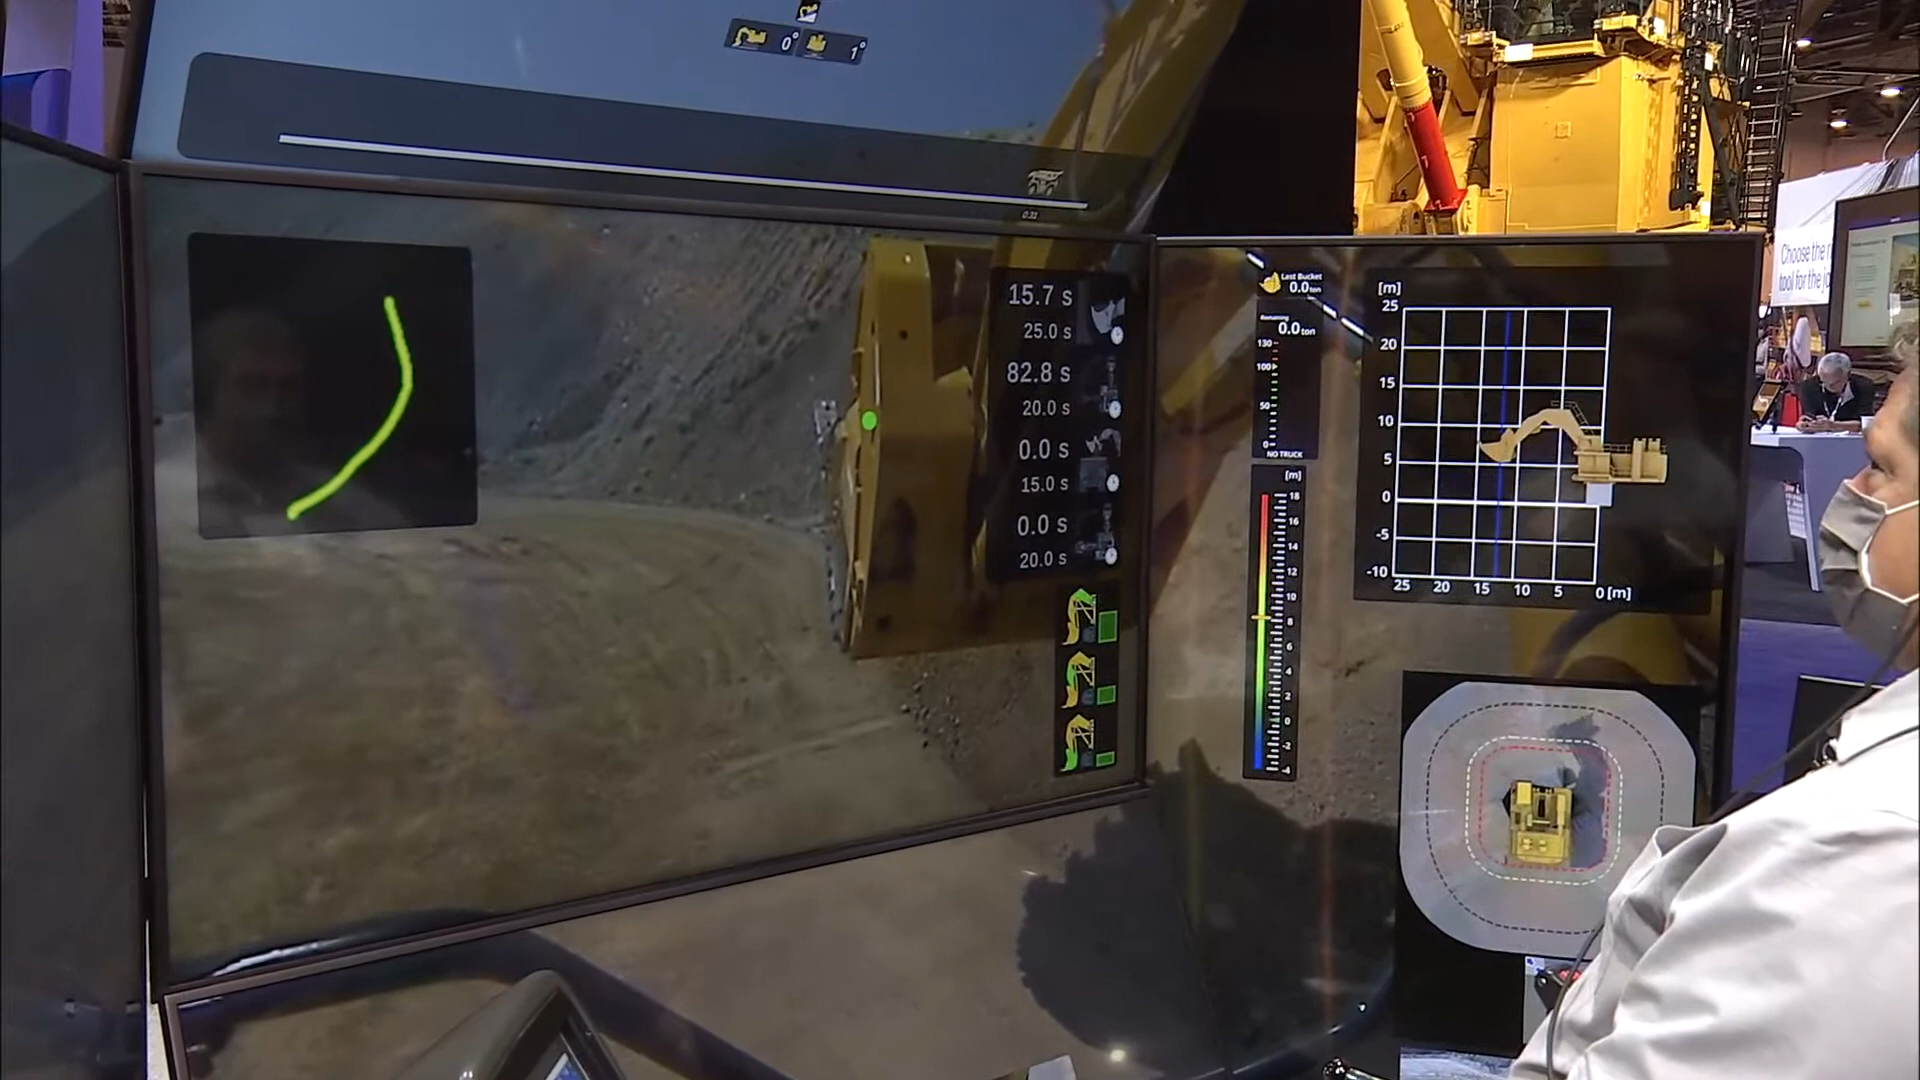 0°
1°
0:31
15.7 s
25.0 s
82.8 s
20.0 s
0.0 s
15.0 s
0.0 s
20.0 s
Last Bucket
0.0 ton
Remaining
0.0 ton
130
100
50
0
NO TRUCK
[m]
18
16
14
12
10
8
6
4
2
0
-2
-4
[m]
25
20
15
10
5
0
-5
-10
25 20 15 10 5 0 [m]
Choose the
tool for the